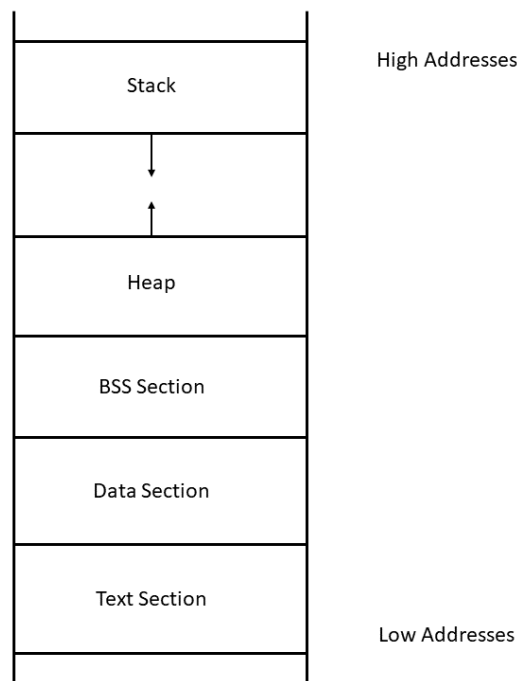 High Addresses
Stack
Heap
BSS Section
Data Section
Text Section
Low Addresses